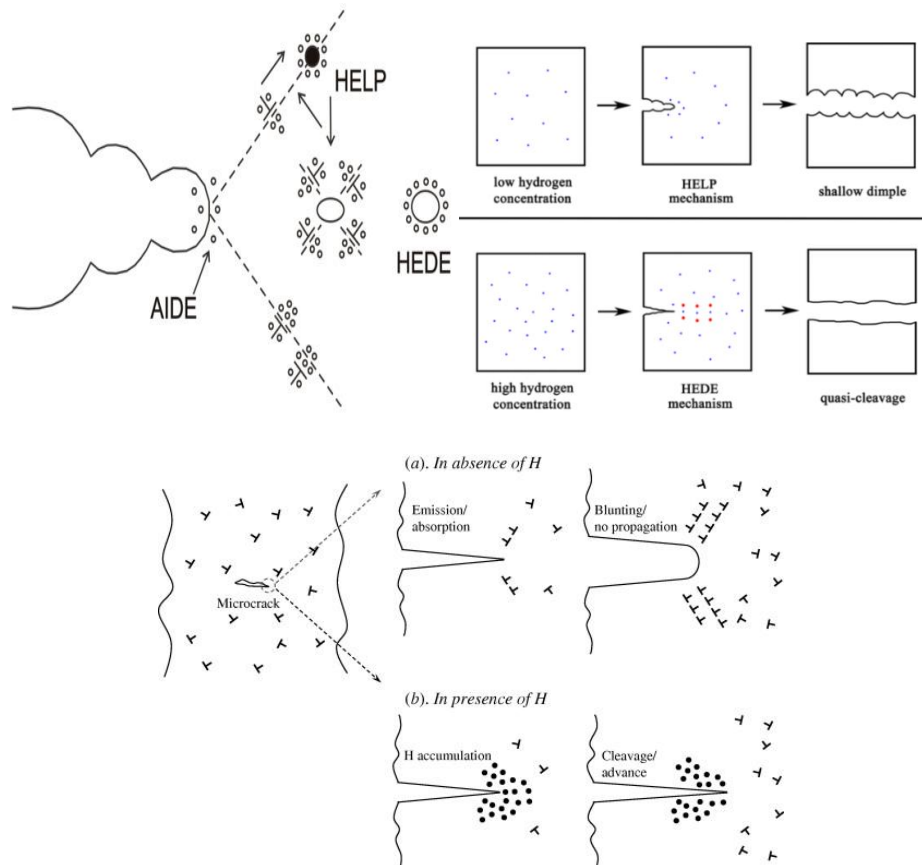 HELP
HEDE
AIDE
low hydrogen
concentration
HELP
mechanism
shallow dimple
high hydrogen
concentration
HEDE
mechanism
quasi-cleavage
(a). In absence of H
Microcrack
Emission/
absorption
Blunting/
no propagation
(b). In presence of H
H accumulation
Cleavage/
advance